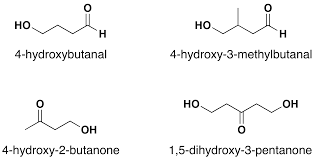 O
HO
H
4-hydroxybutanal
O
HO
H
4-hydroxy-3-methylbutanal
O
OH
4-hydroxy-2-butanone
HO
OH
O
1,5-dihydroxy-3-pentanone